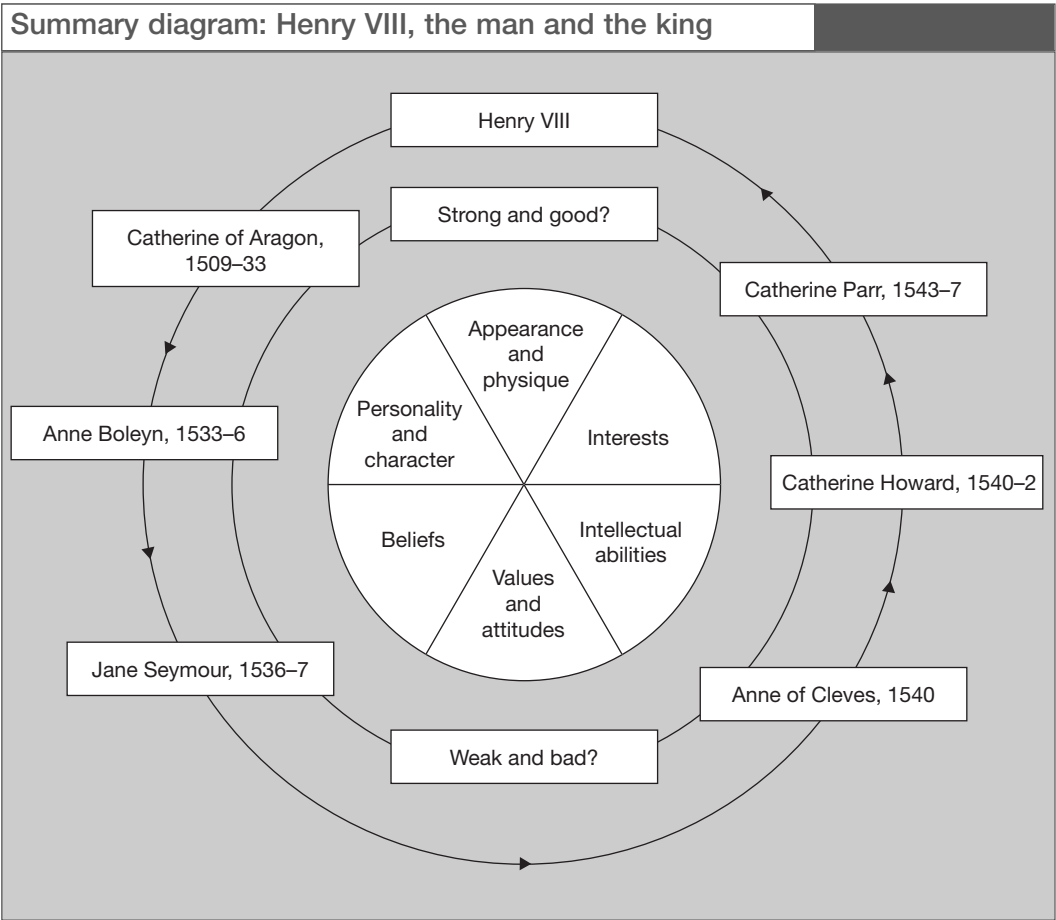 Summary diagram: Henry VIII, the man and the king
Henry VIII
Strong and good?
Catherine of Aragon,
1509–33
Catherine Parr, 1543–7
Appearance
and
physique
Personality
and
character
Interests
Anne Boleyn, 1533–6
Catherine Howard, 1540–2
Beliefs
Intellectual
abilities
Values
and
attitudes
Jane Seymour, 1536–7
Anne of Cleves, 1540
Weak and bad?